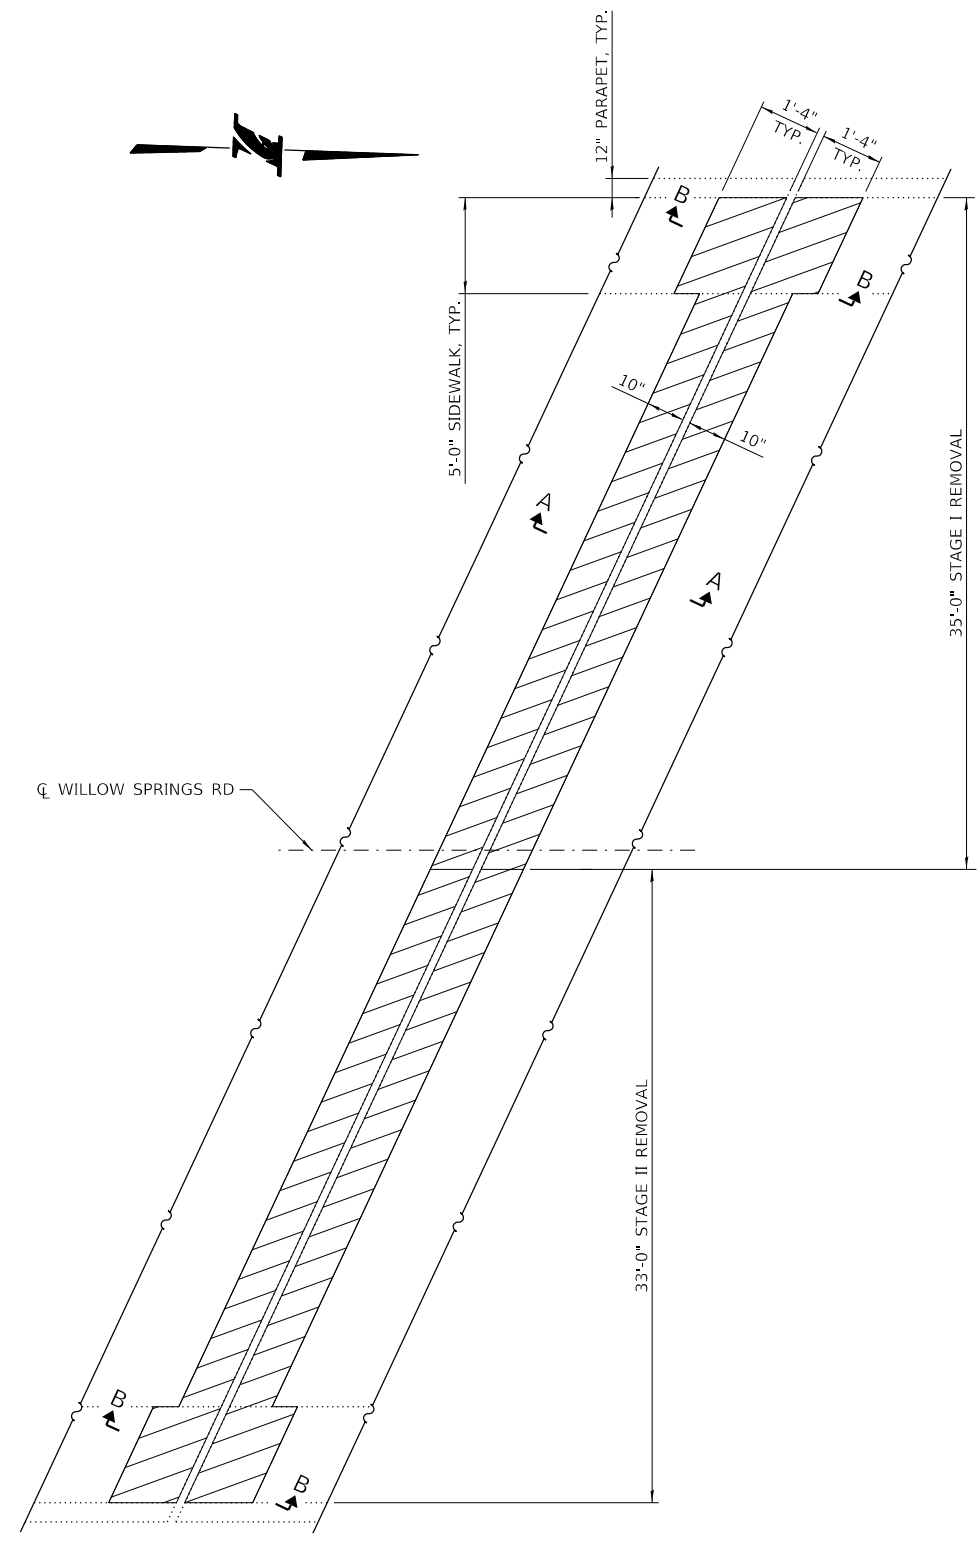 12" PARAPET, TYP.
1'-4"
TYP.
1'-4"
TYP.
B
B
5'-0" SIDEWALK, TYP.
10"
10"
A
A
35'-0" STAGE I REMOVAL
℄ WILLOW SPRINGS RD
33'-0" STAGE II REMOVAL
B
B